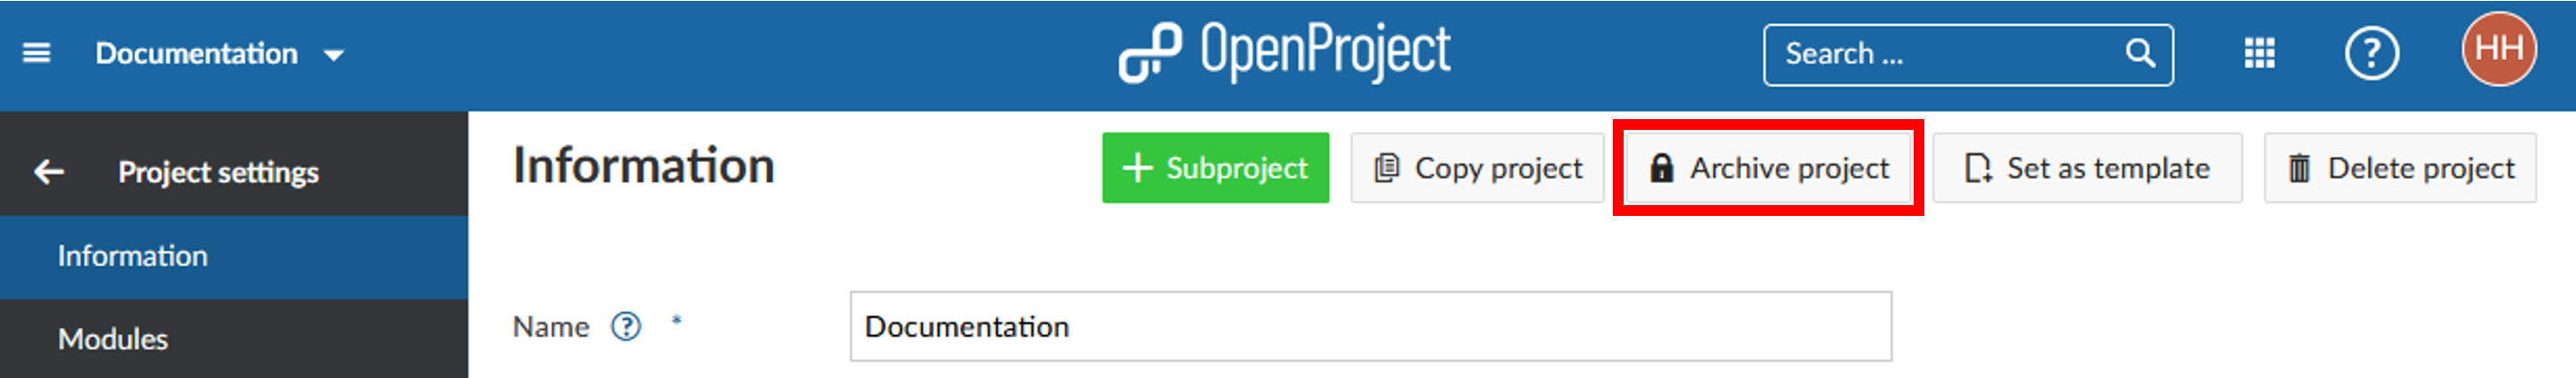 Documentation
OpenProject
Search ...
?
HH
Project settings
Information
Modules
Information
+ Subproject
Copy project
Archive project
Set as template
Delete project
Name ? *
Documentation